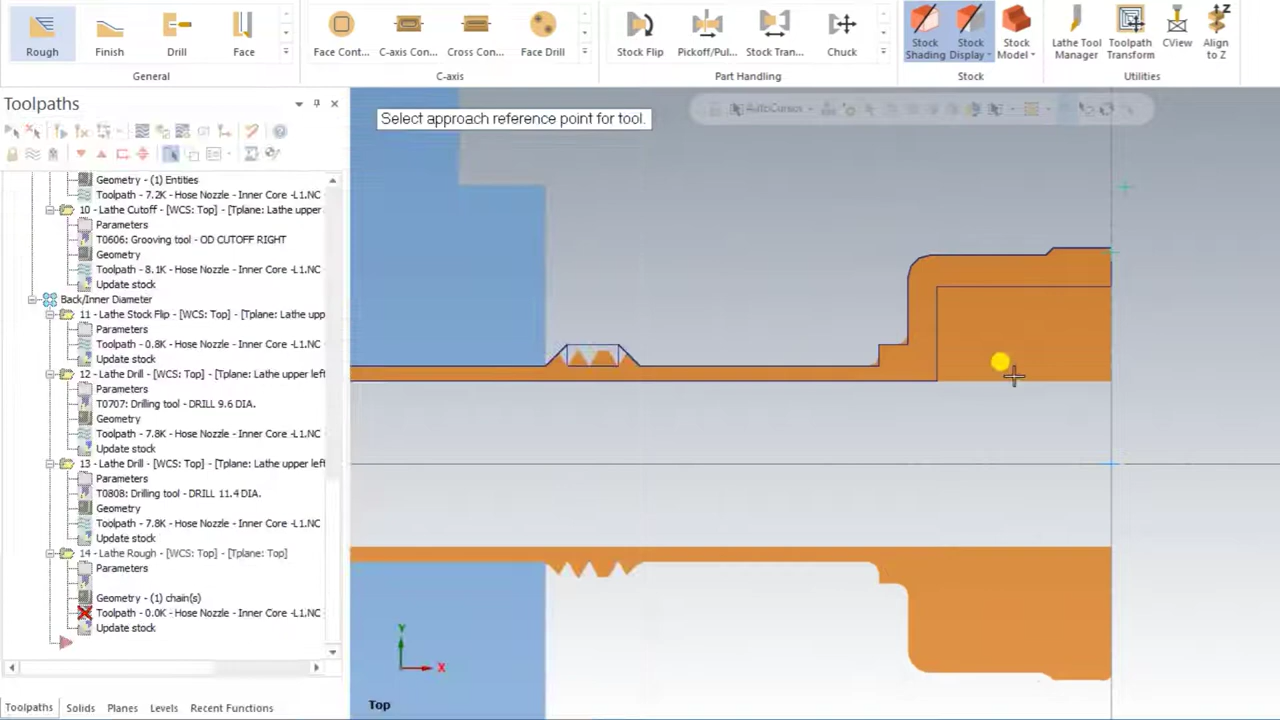 Rough
Finish
Drill
Face
Face Cont...
C-axis Con...
Cross Con...
Face Drill
Stock Flip
Pickoff/Pul...
Stock Tran...
Chuck
Stock Shading
Stock Display
Stock Model
Lathe Tool Manager
Toolpath Transform
CView
Align to Z
General
C-axis
Part Handling
Stock
Utilities
Toolpaths
Select approach reference point for tool.
AutoCursor
Geometry - (1) Entities
Toolpath - 7.2K - Hose Nozzle - Inner Core -L1.NC
10 - Lathe Cutoff - [WCS: Top] - [Tplane: Lathe upper
Parameters
T0606: Grooving tool - OD CUTOFF RIGHT
Geometry
Toolpath - 8.1K - Hose Nozzle - Inner Core -L1.NC
Update stock
Back/Inner Diameter
11 - Lathe Stock Flip - [WCS: Top] - [Tplane: Lathe upp
Parameters
Toolpath - 0.8K - Hose Nozzle - Inner Core -L1.NC
Update stock
12 - Lathe Drill - [WCS: Top] - [Tplane: Lathe upper left
Parameters
T0707: Drilling tool - DRILL 9.6 DIA.
Geometry
Toolpath - 7.8K - Hose Nozzle - Inner Core -L1.NC
Update stock
13 - Lathe Drill - [WCS: Top] - [Tplane: Lathe upper left
Parameters
T0808: Drilling tool - DRILL 11.4 DIA.
Geometry
Toolpath - 7.8K - Hose Nozzle - Inner Core -L1.NC
Update stock
14 - Lathe Rough - [WCS: Top] - [Tplane: Top]
Parameters
Geometry - (1) chain(s)
Toolpath - 0.0K - Hose Nozzle - Inner Core -L1.NC
Update stock
Y
X
Top
Toolpaths
Solids
Planes
Levels
Recent Functions